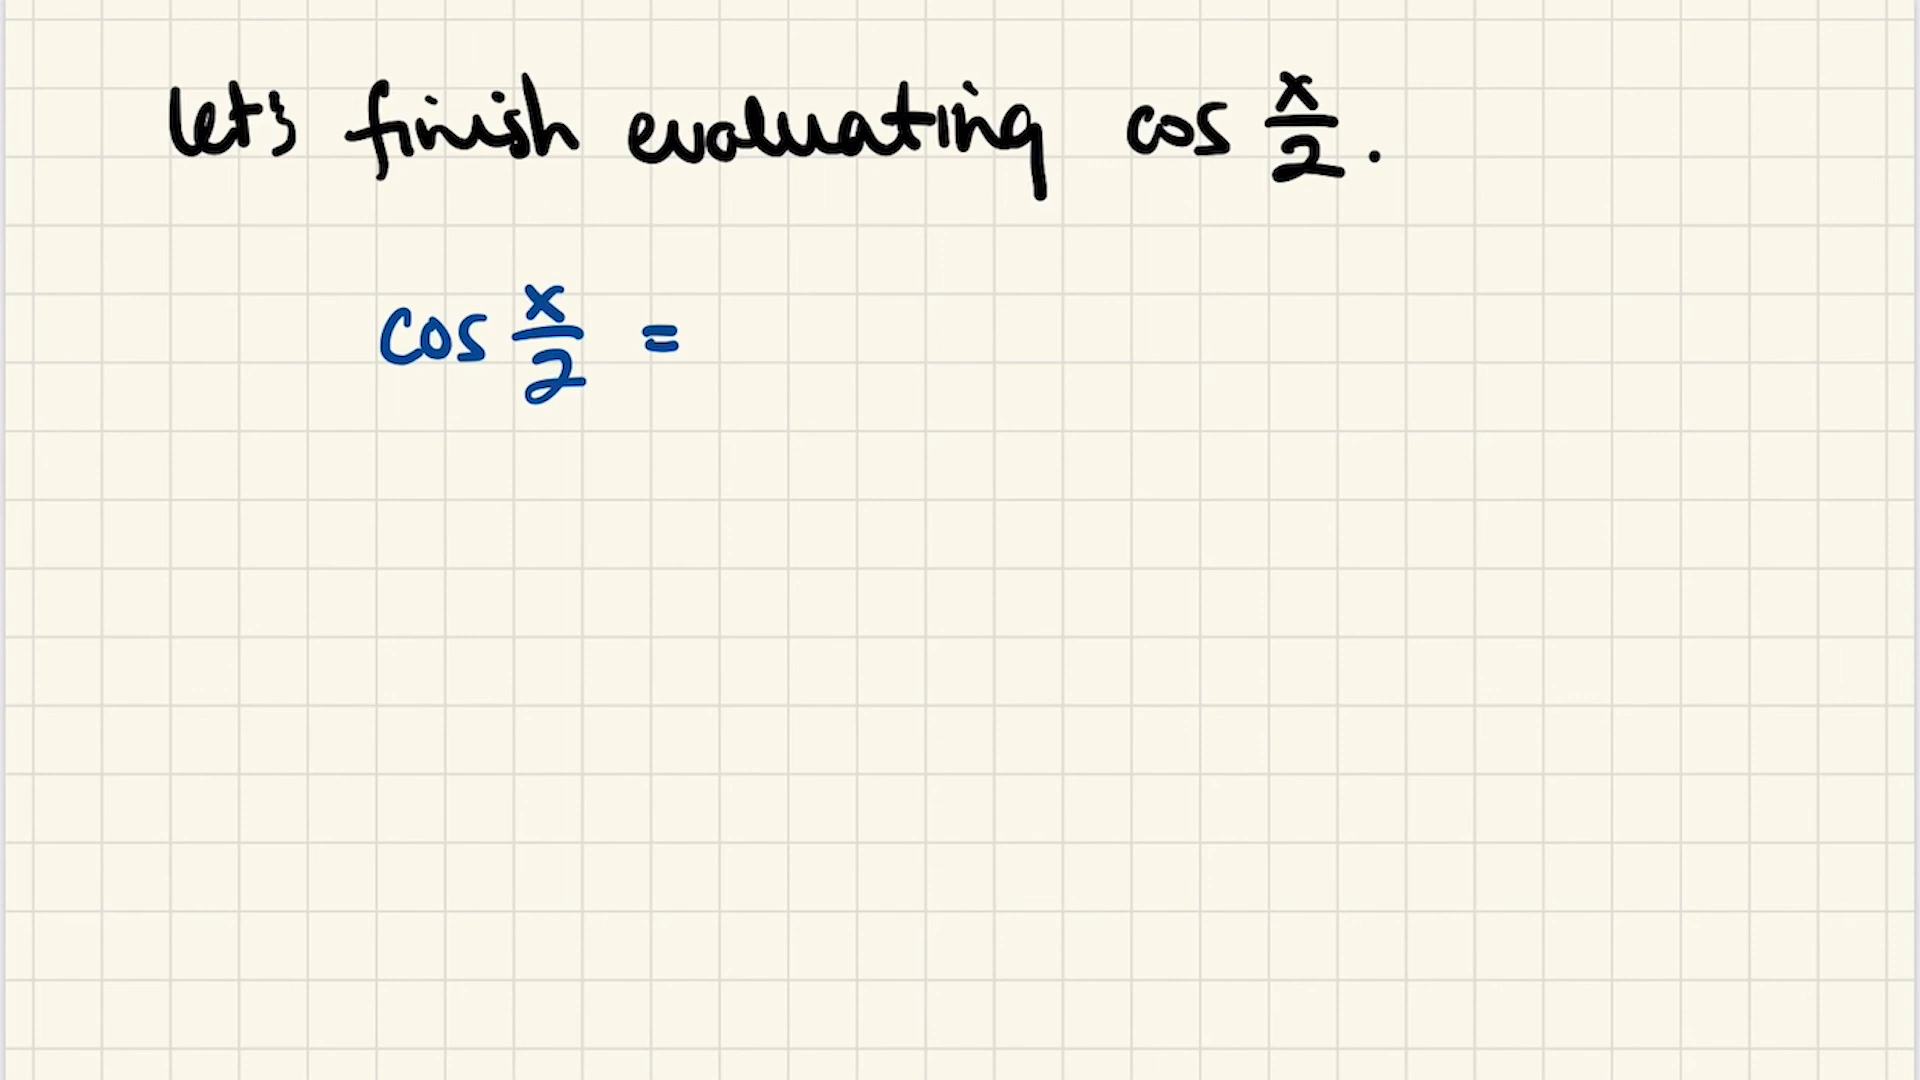 let's finish evaluating cos x/2.
cos x/2 =